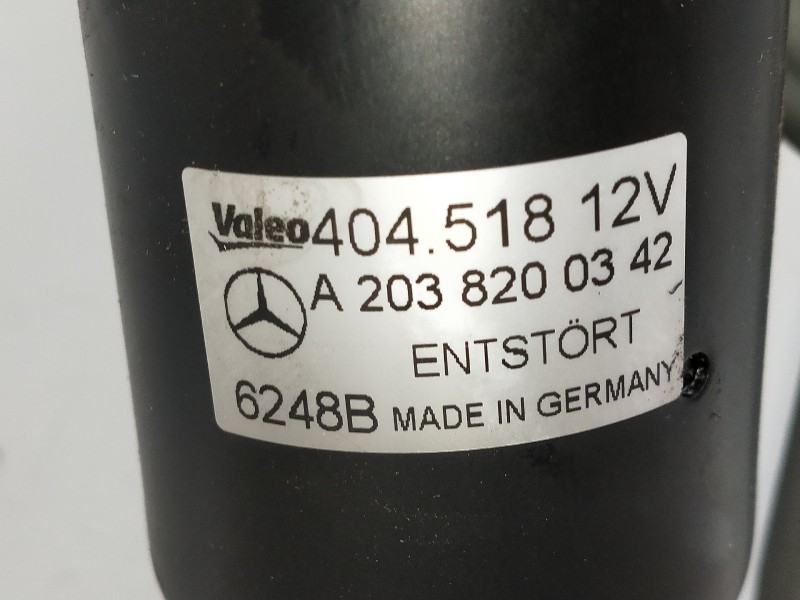 Valeo 404.518 12V
A 203 820 03 42
ENTSTÖRT
6248B MADE IN GERMANY